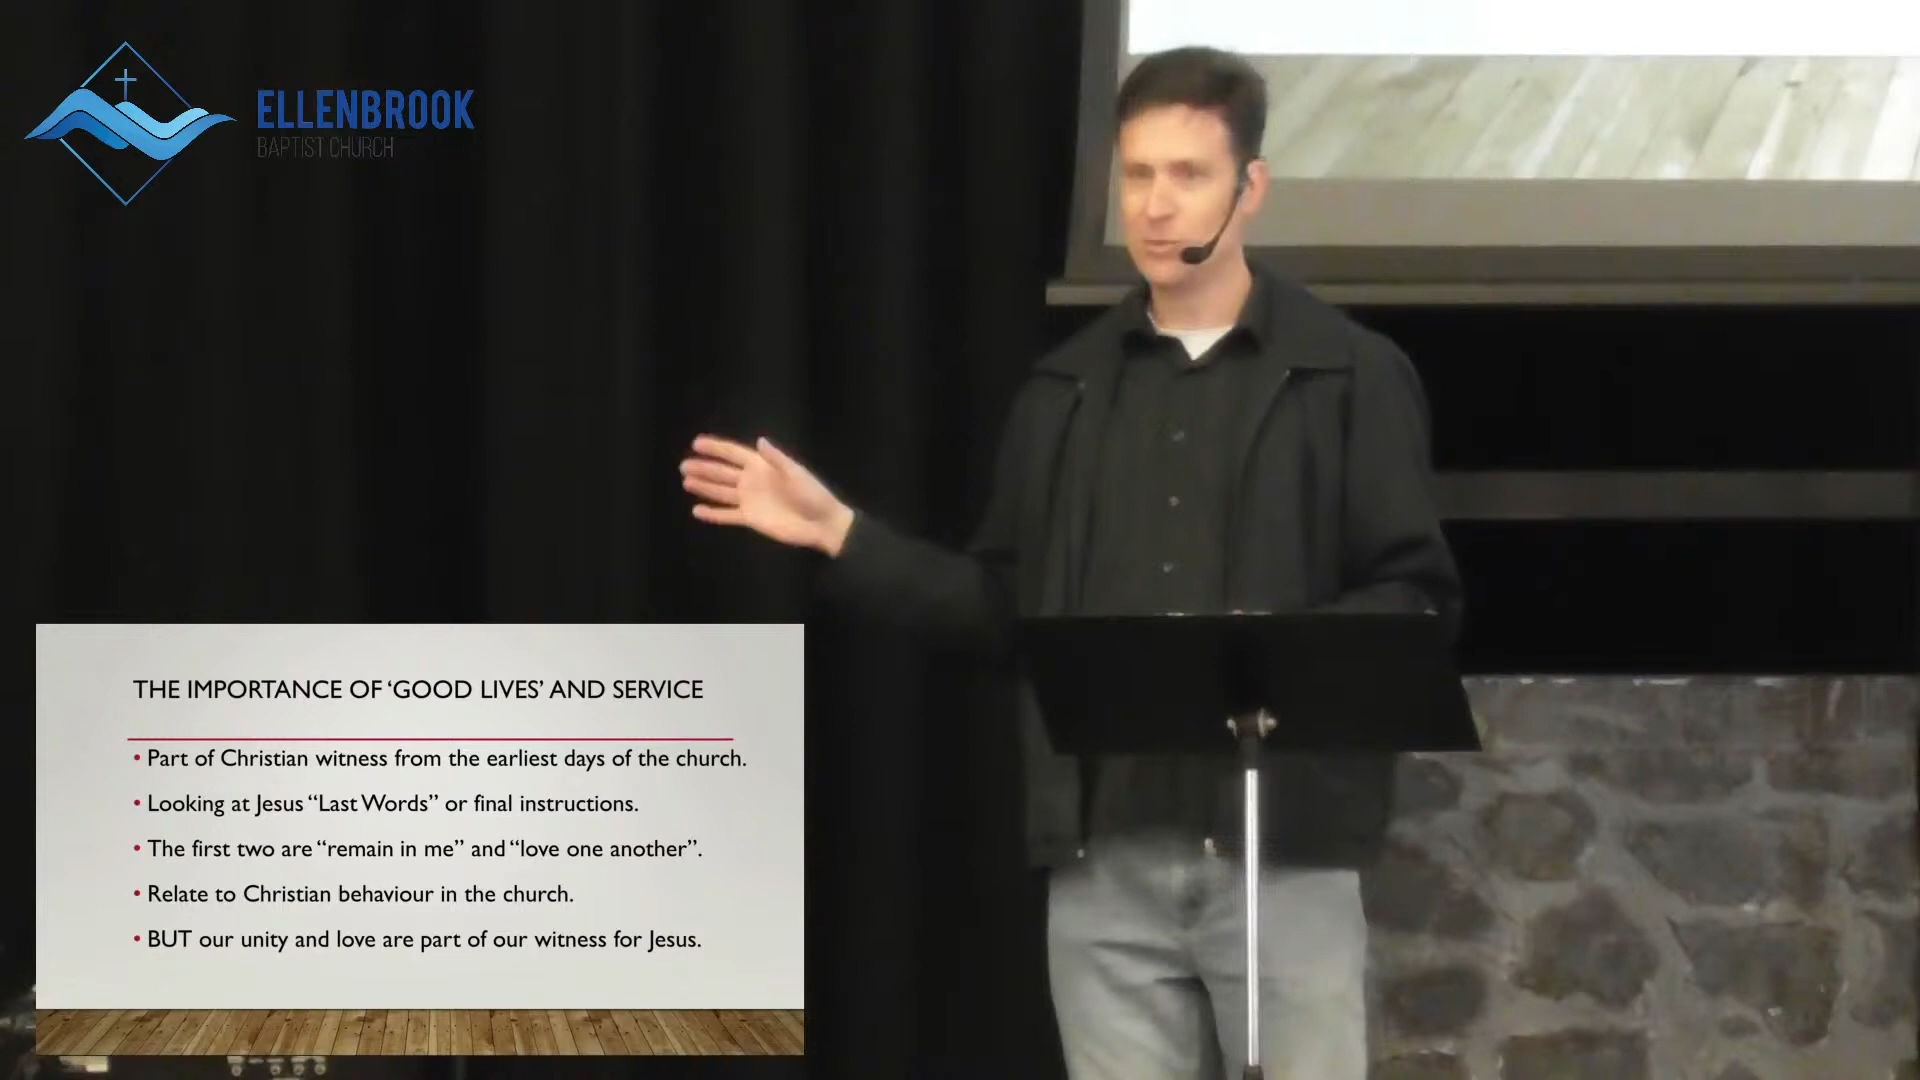 ELLENBROOK
BAPTIST CHURCH
THE IMPORTANCE OF ‘GOOD LIVES’ AND SERVICE
• Part of Christian witness from the earliest days of the church.
• Looking at Jesus “Last Words” or final instructions.
• The first two are “remain in me” and “love one another”.
• Relate to Christian behaviour in the church.
• BUT our unity and love are part of our witness for Jesus.